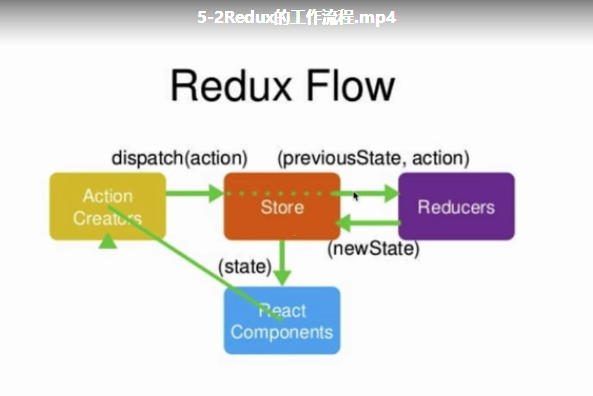 5-2Redux的工作流程.mp4
Redux Flow
dispatch(action)
(previousState, action)
Action
Creators
Store
Reducers
(newState)
(state)
React
Components